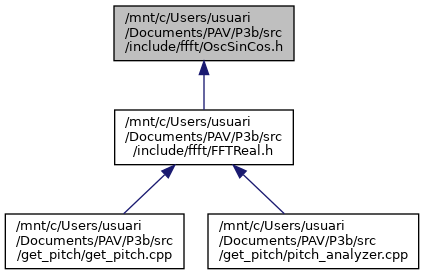 /mnt/c/Users/usuari
/Documents/PAV/P3b/src
/include/ffft/OscSinCos.h
/mnt/c/Users/usuari
/Documents/PAV/P3b/src
/include/ffft/FFTReal.h
/mnt/c/Users/usuari
/Documents/PAV/P3b/src
/get_pitch/get_pitch.cpp
/mnt/c/Users/usuari
/Documents/PAV/P3b/src
/get_pitch/pitch_analyzer.cpp